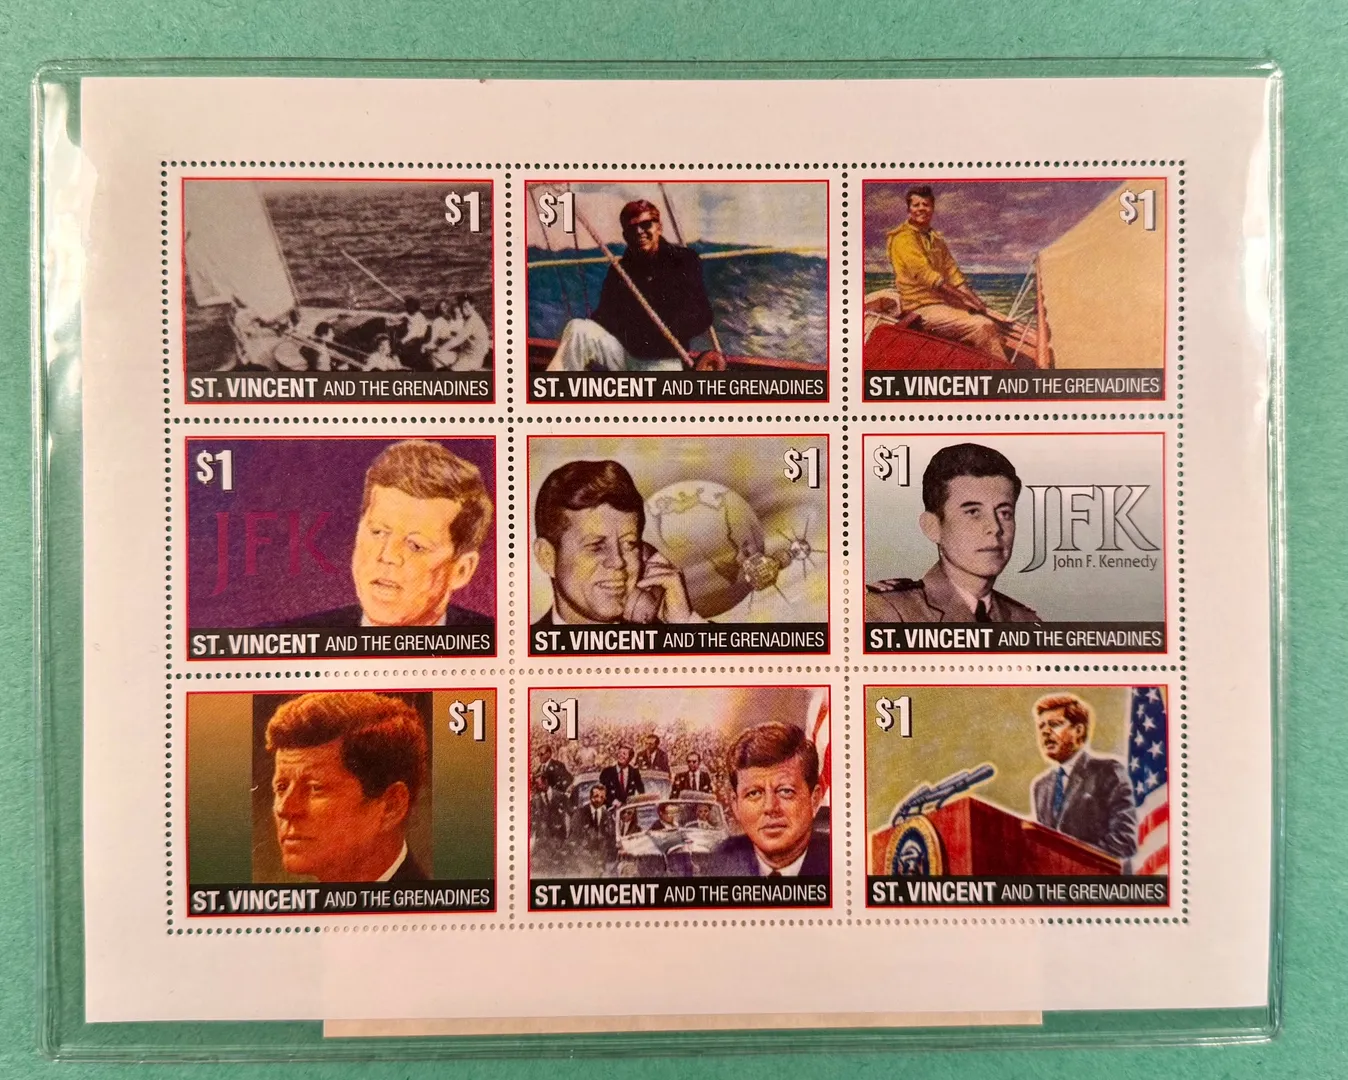 $1
ST. VINCENT AND THE GRENADINES
$1
ST. VINCENT AND THE GRENADINES
$1
ST. VINCENT AND THE GRENADINES
$1
JFK
ST. VINCENT AND THE GRENADINES
$1
ST. VINCENT AND THE GRENADINES
$1
JFK
John F. Kennedy
ST. VINCENT AND THE GRENADINES
$1
ST. VINCENT AND THE GRENADINES
$1
ST. VINCENT AND THE GRENADINES
$1
ST. VINCENT AND THE GRENADINES